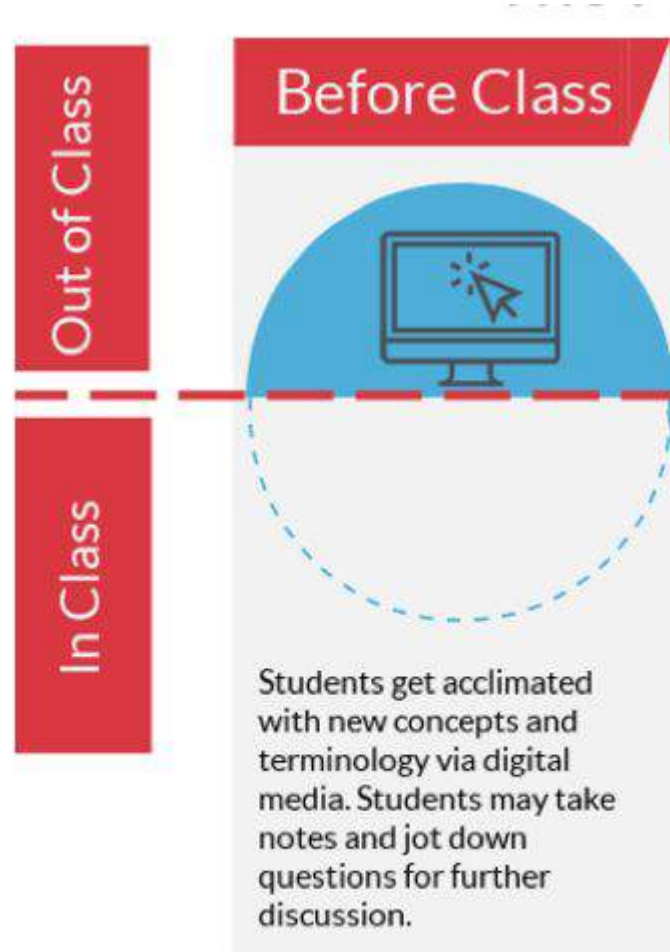 Before Class
Out of Class
In Class
Students get acclimated
with new concepts and
terminology via digital
media. Students may take
notes and jot down
questions for further
discussion.